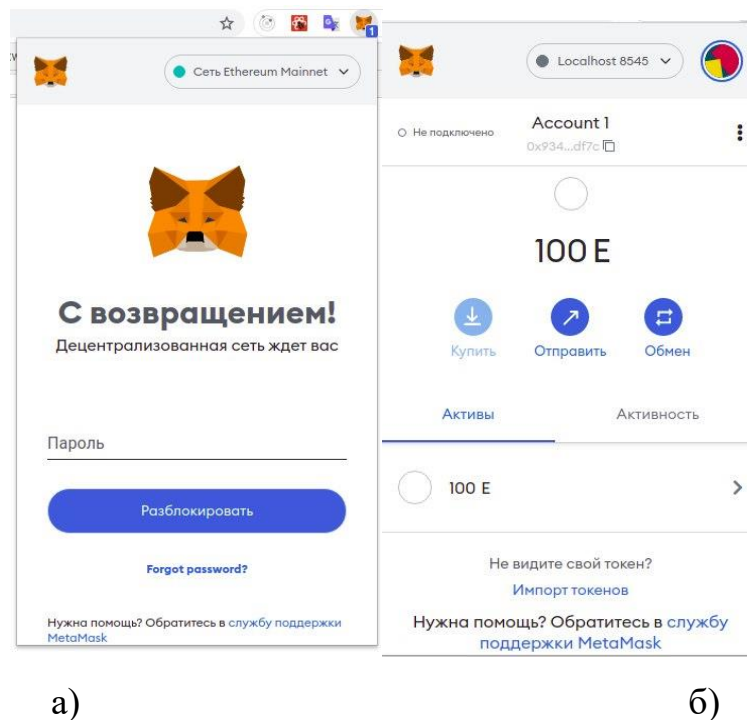 1
Сеть Ethereum Mainnet
С возвращением!
Децентрализованная сеть ждет вас
Пароль
Разблокировать
Forgot password?
Нужна помощь? Обратитесь в службу поддержки
MetaMask
а)
Localhost 8545
Не подключено
Account 1
0x934...df7c
100 E
Купить
Отправить
Обмен
Активы
Активность
100 E
Не видите свой токен?
Импорт токенов
Нужна помощь? Обратитесь в службу
поддержки MetaMask
б)